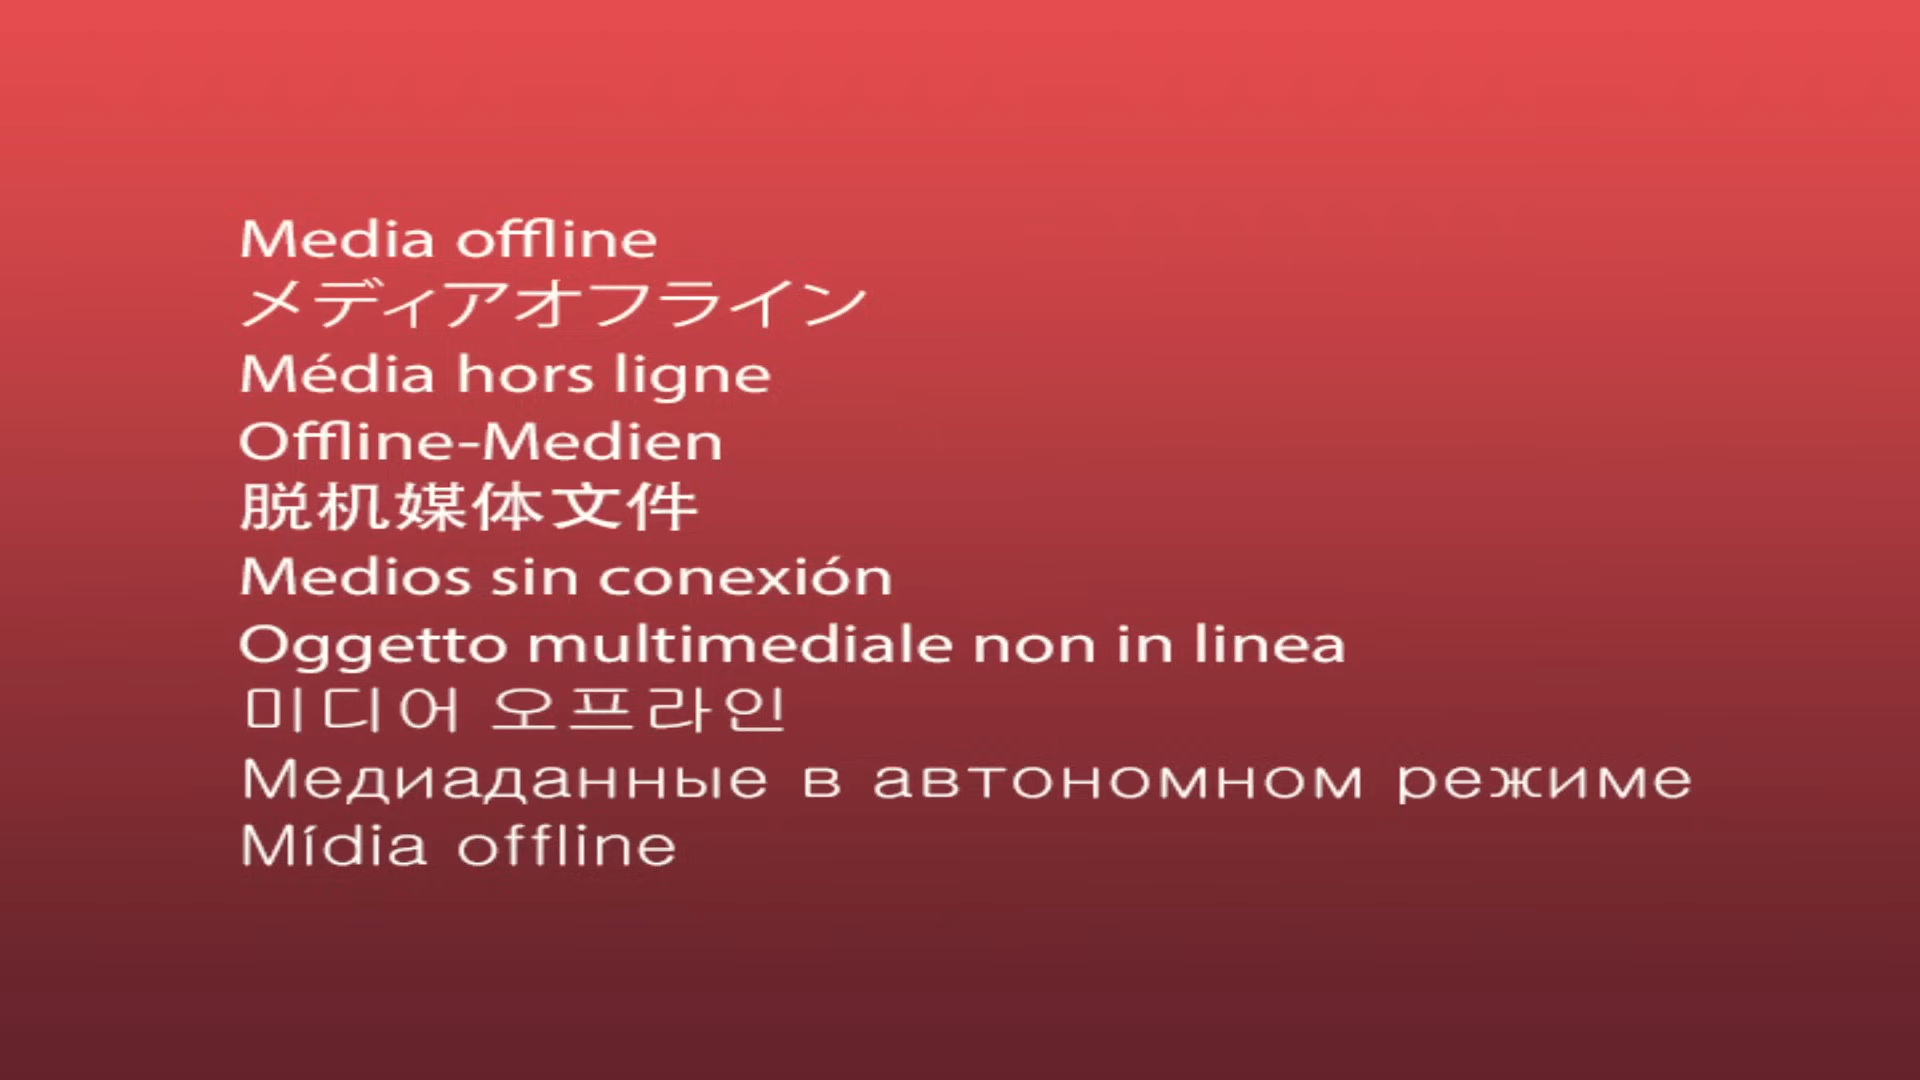 Media offline
メディアオフライン
Média hors ligne
Offline-Medien
脱机媒体文件
Medios sin conexión
Oggetto multimediale non in linea
미디어 오프라인
Медиаданные в автономном режиме
Mídia offline